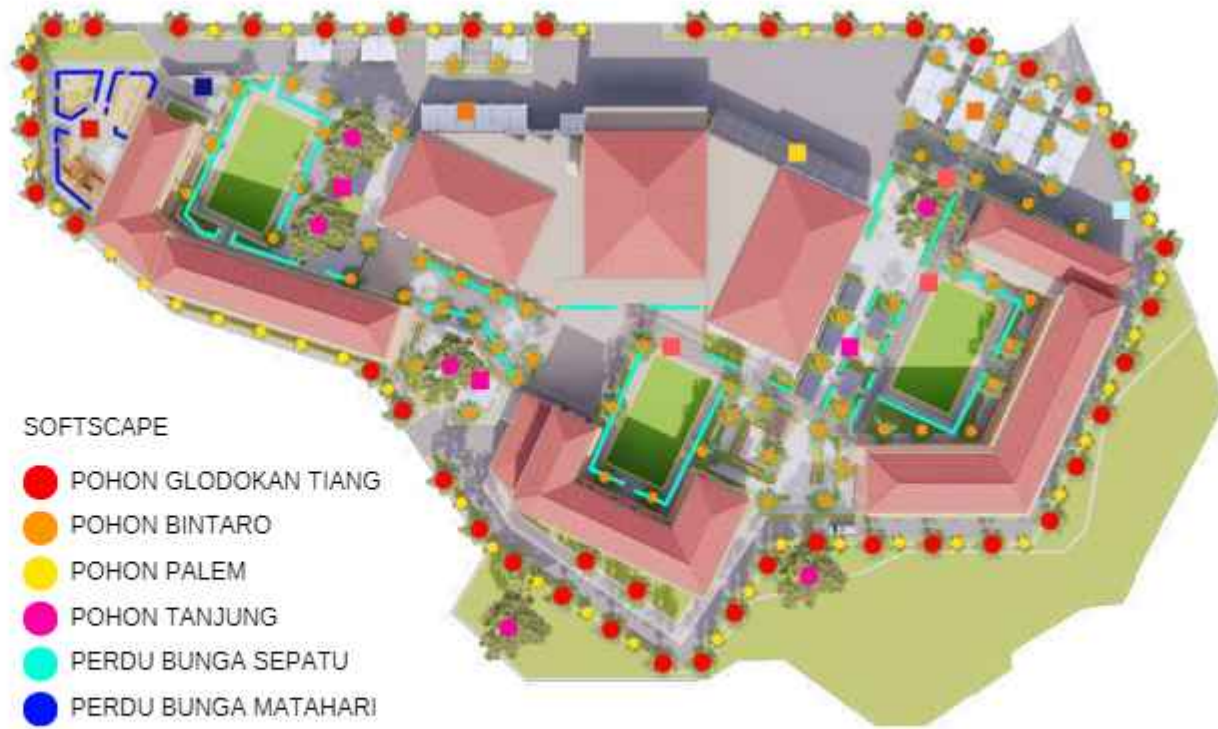 SOFTSCAPE
POHON GLODOKAN TIANG
POHON BINTARO
POHON PALEM
POHON TANJUNG
PERDU BUNGA SEPATU
PERDU BUNGA MATAHARI